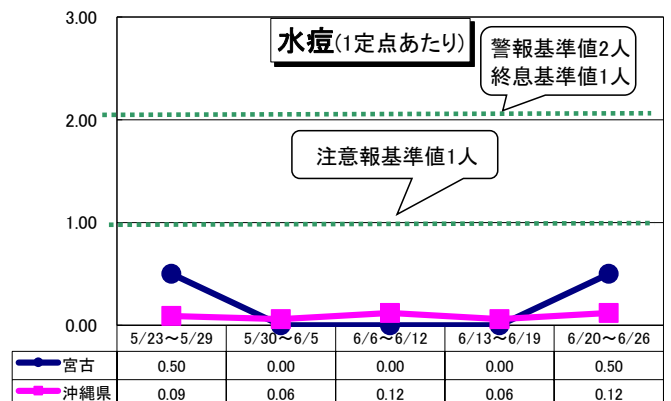 水痘(1定点あたり)
警報基準値2人
終息基準値1人
注意報基準値1人
3.00
2.00
1.00
0.00
5/23～5/29 5/30～6/5 6/6～6/12 6/13～6/19 6/20～6/26
宮古 0.50 0.00 0.00 0.00 0.50
沖縄県 0.09 0.06 0.12 0.06 0.12